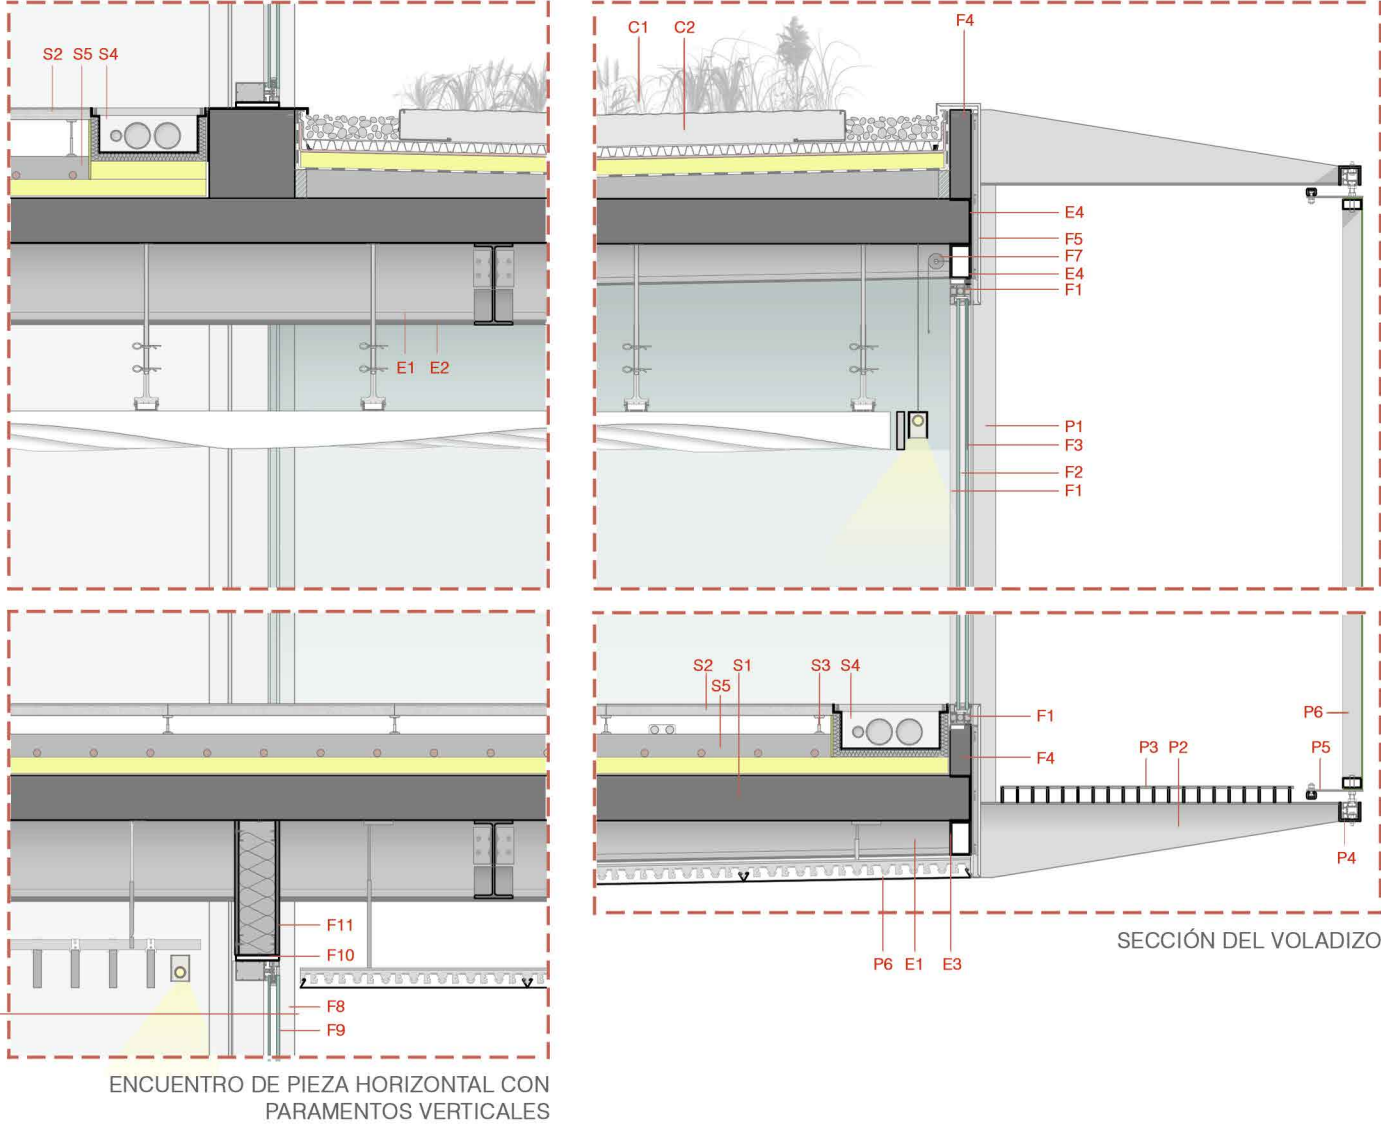 S2 S5 S4
E1 E2
C1 C2 F4
E4
F5
F7
E4
F1
P1
F3
F2
F1
F11
F10
F8
F9
ENCUENTRO DE PIEZA HORIZONTAL CON
PARAMENTOS VERTICALES
S2 S1 S3 S4
S5
F1
F4
P6
P3 P2 P5
P4
P6 E1 E3
SECCIÓN DEL VOLADIZO